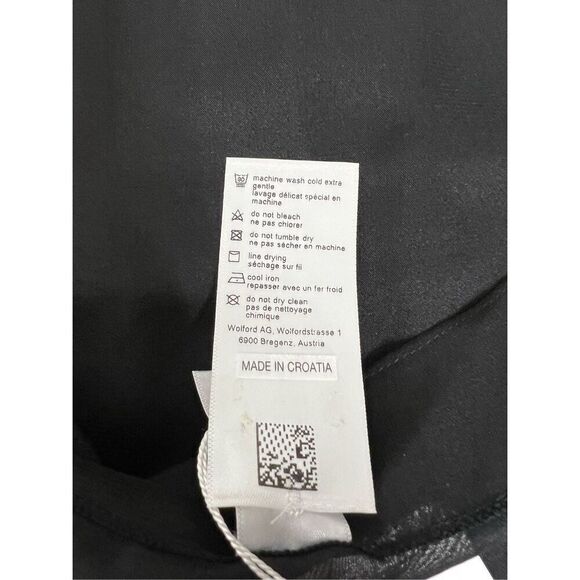 30
machine wash cold extra
gentle
lavage délicat spécial en
machine
do not bleach
ne pas chlorer
do not tumble dry
ne pas sécher en machine
line drying
séchage sur fil
cool iron
repasser avec un fer froid
do not dry clean
pas de nettoyage
chimique
Wolford AG, Wolfordstrasse 1
6900 Bregenz, Austria
MADE IN CROATIA